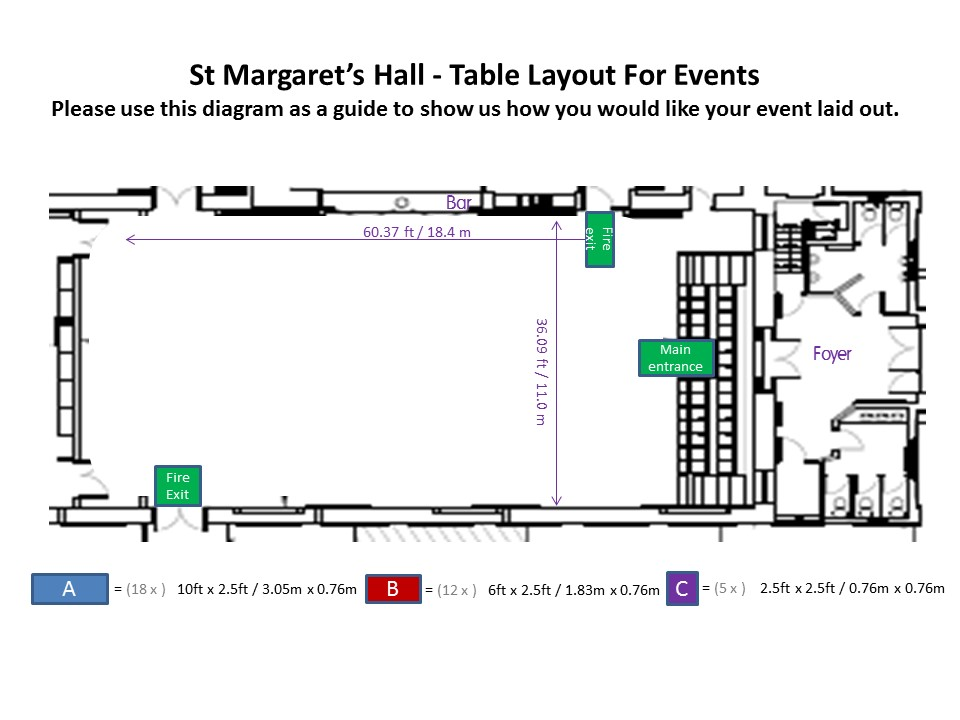 St Margaret’s Hall - Table Layout For Events
Please use this diagram as a guide to show us how you would like your event laid out.
Bar
60.37 ft / 18.4 m
Fire
exit
36.09 ft / 11.0 m
Main
entrance
Foyer
Fire
Exit
A = (18 x ) 10ft x 2.5ft / 3.05m x 0.76m B = (12 x ) 6ft x 2.5ft / 1.83m x 0.76m C = (5 x ) 2.5ft x 2.5ft / 0.76m x 0.76m